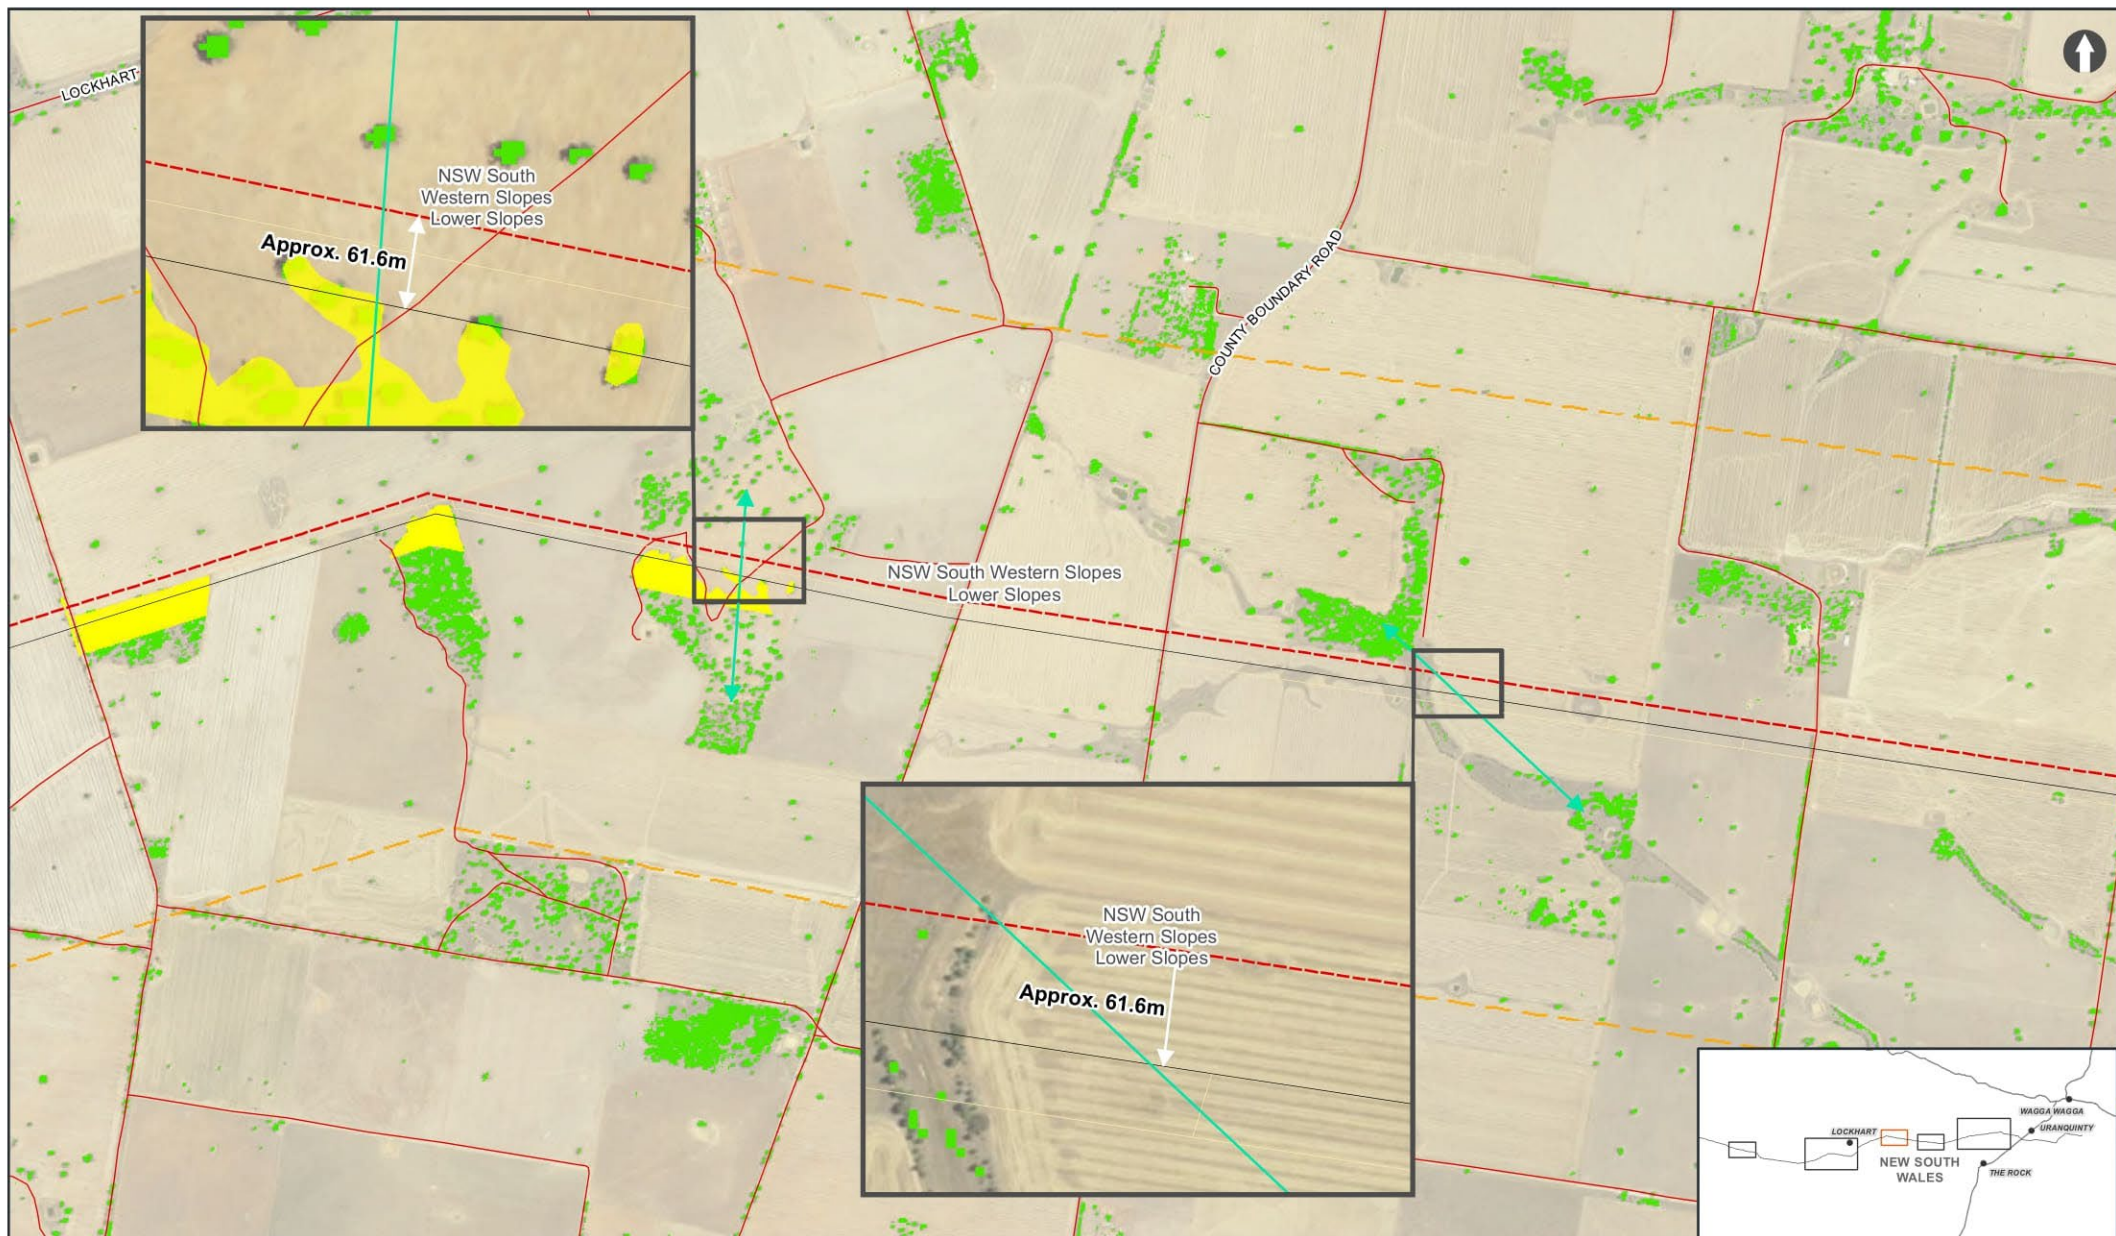 LOCKHART
NSW South
Western Slopes
Lower Slopes
Approx. 61.6m
COUNTY BOUNDARY ROAD
NSW South Western Slopes
Lower Slopes
NSW South
Western Slopes
Lower Slopes
Approx. 61.6m
WAGGA WAGGA
URANQUINTY
LOCKHART
NEW SOUTH
WALES
THE ROCK